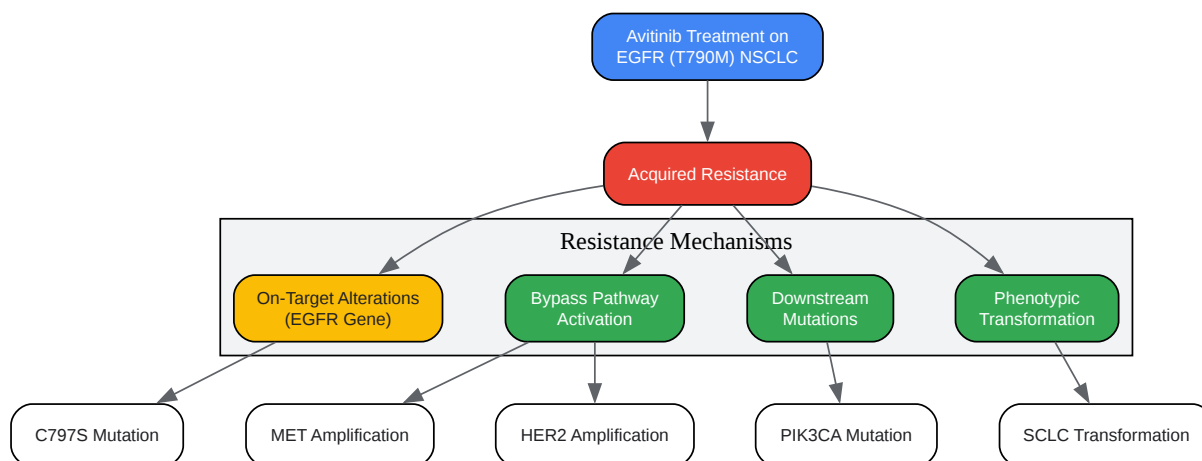 Avitinib Treatment on
EGFR (T790M) NSCLC
Acquired Resistance
Resistance Mechanisms
On-Target Alterations
(EGFR Gene)
Bypass Pathway
Activation
Downstream
Mutations
Phenotypic
Transformation
C797S Mutation
MET Amplification
HER2 Amplification
PIK3CA Mutation
SCLC Transformation